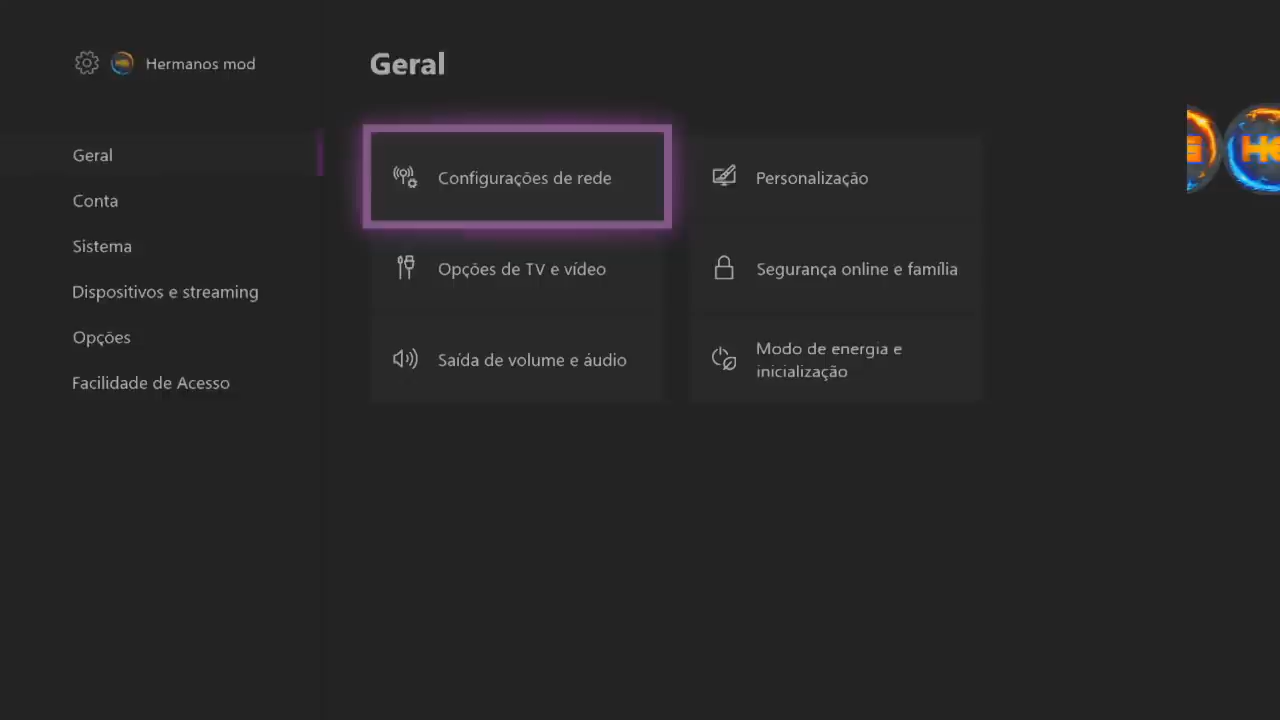 Hermanos mod
Geral
Conta
Sistema
Dispositivos e streaming
Opções
Facilidade de Acesso
Geral
Configurações de rede
Personalização
Opções de TV e vídeo
Segurança online e família
Saída de volume e áudio
Modo de energia e
inicialização